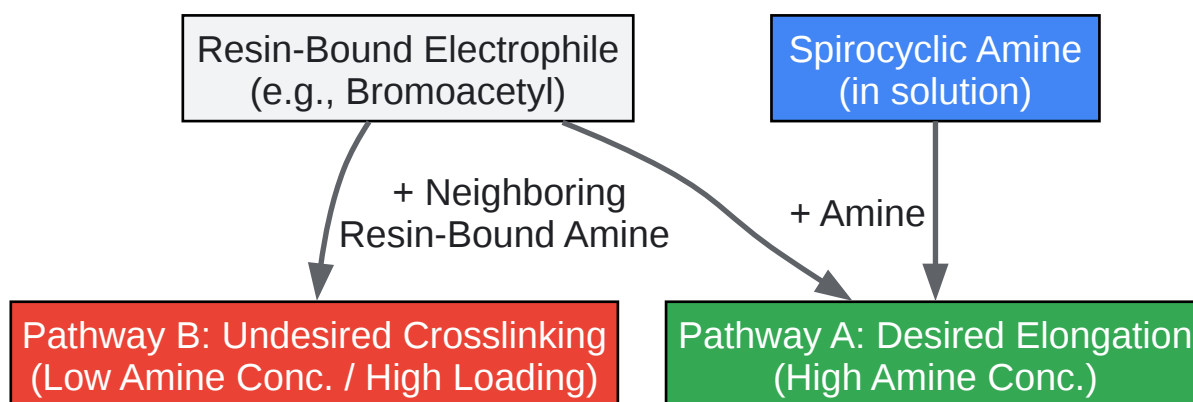 Resin-Bound Electrophile
(e.g., Bromoacetyl)
Spirocyclic Amine
(in solution)
+ Neighboring
Resin-Bound Amine
+ Amine
Pathway B: Undesired Crosslinking
(Low Amine Conc. / High Loading)
Pathway A: Desired Elongation
(High Amine Conc.)